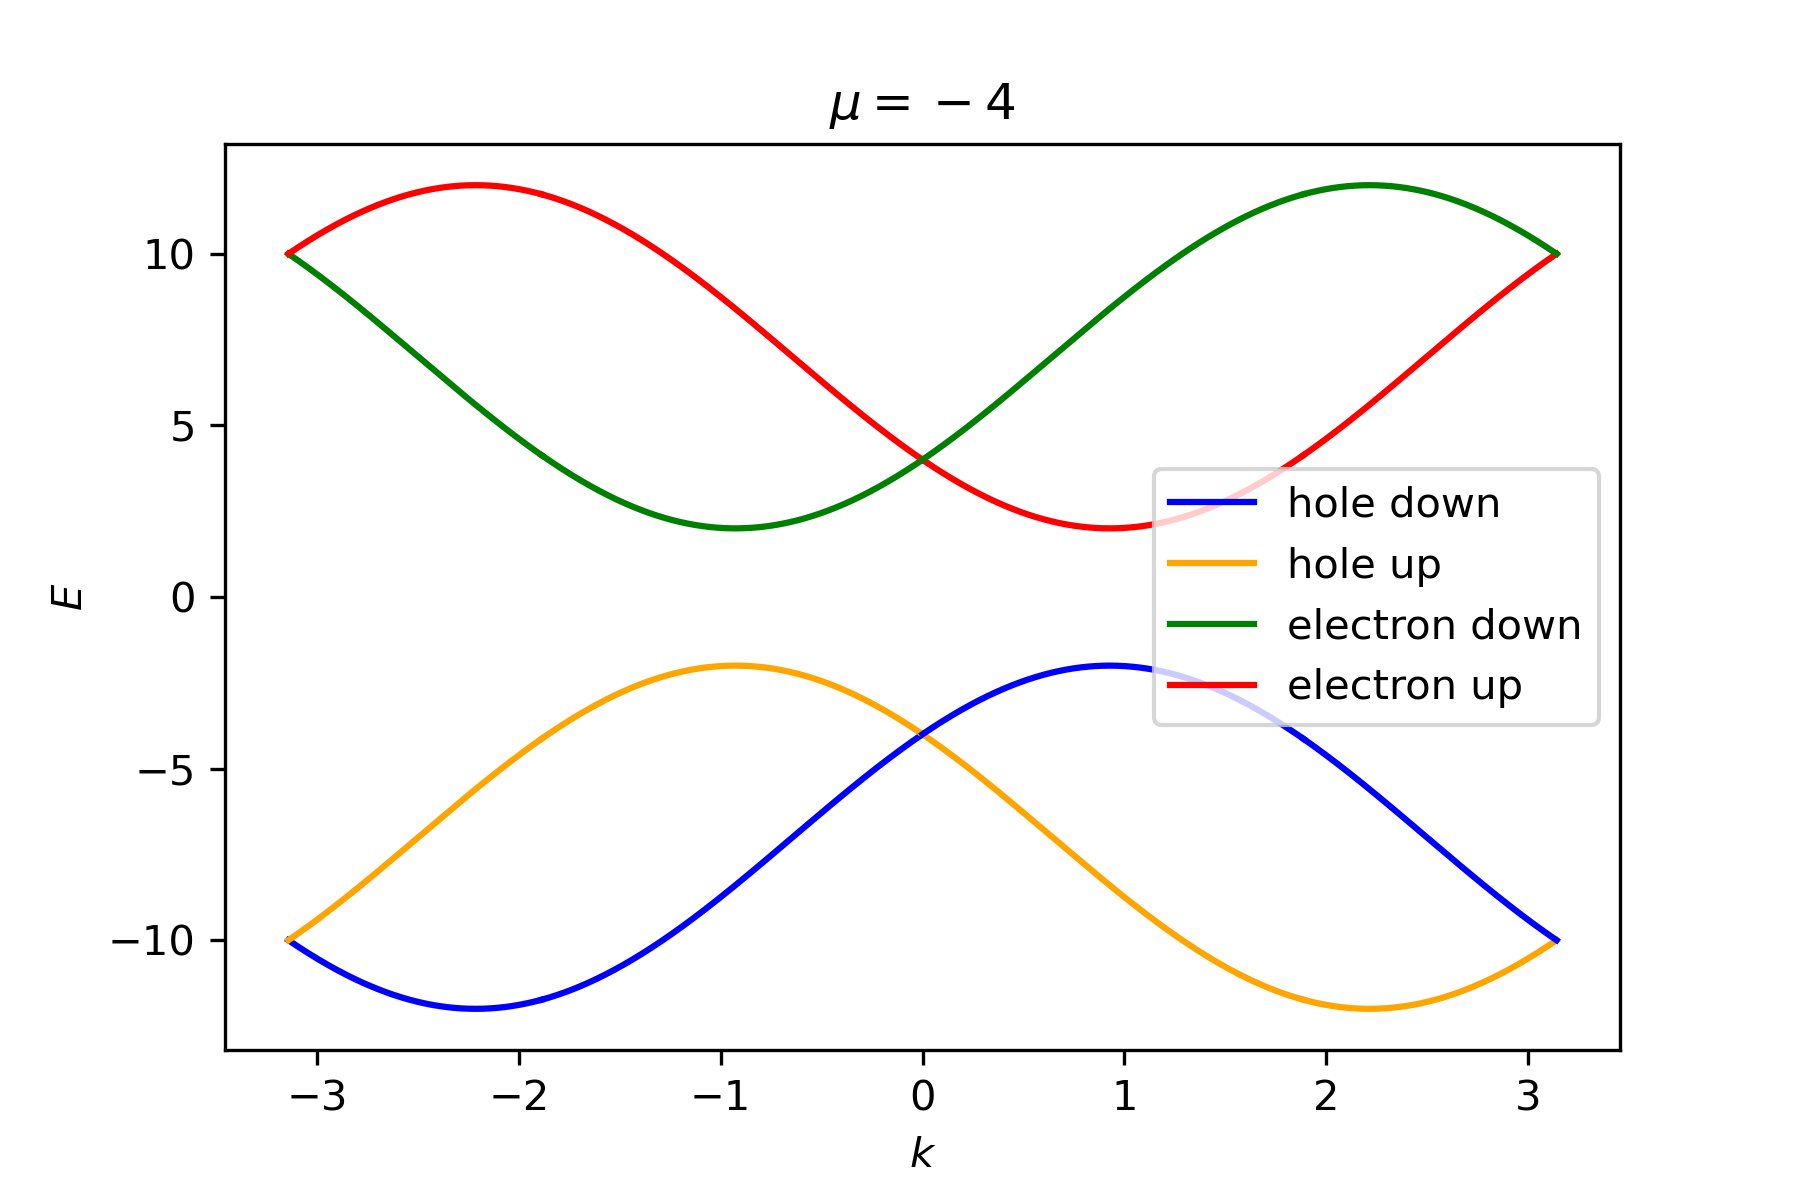 μ = − 4
10
5
0
−5
−10
E
hole down
hole up
electron down
electron up
−3 −2 −1 0 1 2 3
k